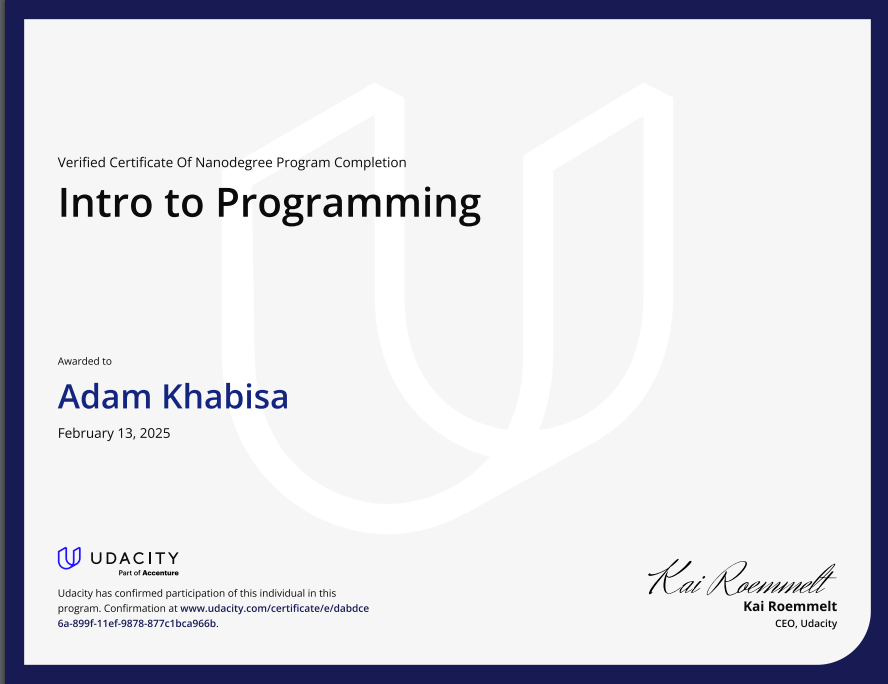 Verified Certificate Of Nanodegree Program Completion
Intro to Programming
Awarded to
Adam Khabisa
February 13, 2025
UDACITY
Part of Accenture
Udacity has confirmed participation of this individual in this
program. Confirmation at www.udacity.com/certificate/e/dabdce
6a-899f-11ef-9878-877c1bca966b.
Kai Roemmelt
Kai Roemmelt
CEO, Udacity